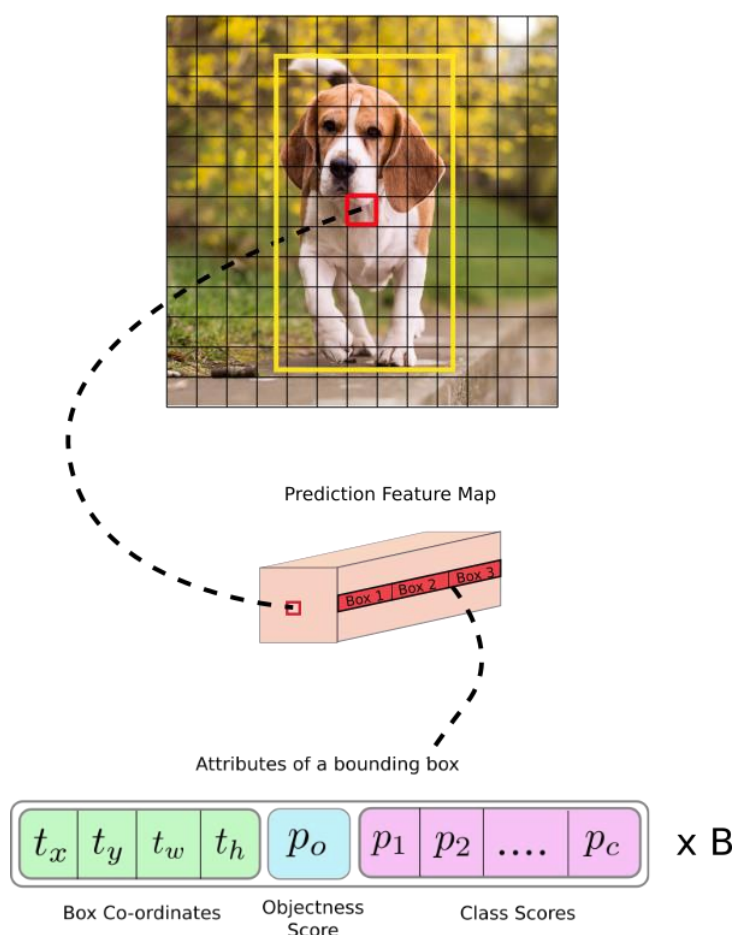 Prediction Feature Map
Box 1 Box 2 Box 3
Attributes of a bounding box
t_x t_y t_w t_h p_o p_1 p_2 .... p_c x B
Box Co-ordinates Objectness Score Class Scores